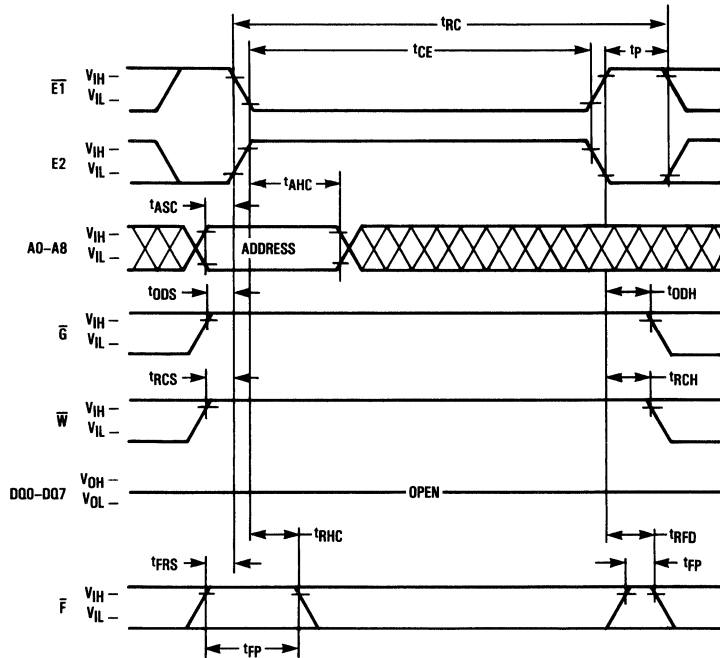 tRC
tCE
tP
E1
VIH
VIL
E2
VIH
VIL
tAHC
tASC
A0–A8
VIH
VIL
ADDRESS
tODS
tODH
G
VIH
VIL
tRCS
tRCH
W
VIH
VIL
DQ0–DQ7
VOH
VOL
OPEN
tRHC
tRFD
tFRS
tFP
F
VIH
VIL
tFP